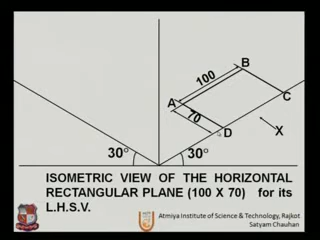 B
100
A
C
70
D
X
30° 30°
ISOMETRIC VIEW OF THE HORIZONTAL
RECTANGULAR PLANE (100 X 70) for its
L.H.S.V.
Atmiya Institute of Science & Technology, Rajkot
Satyam Chauhan